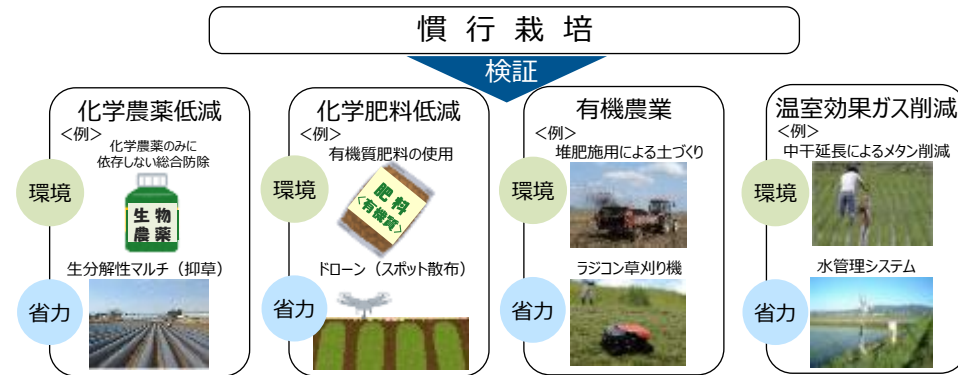 慣行栽培
検証
化学農薬低減
<例>
化学農薬のみに
依存しない総合防除
環境
生物
農薬
生分解性マルチ（抑草）
省力
化学肥料低減
<例>
有機質肥料の使用
環境
肥料
<有機質>
ドローン（スポット散布）
省力
有機農業
<例>
堆肥施用による土づくり
環境
ラジコン草刈り機
省力
温室効果ガス削減
<例>
中干延長によるメタン削減
環境
水管理システム
省力